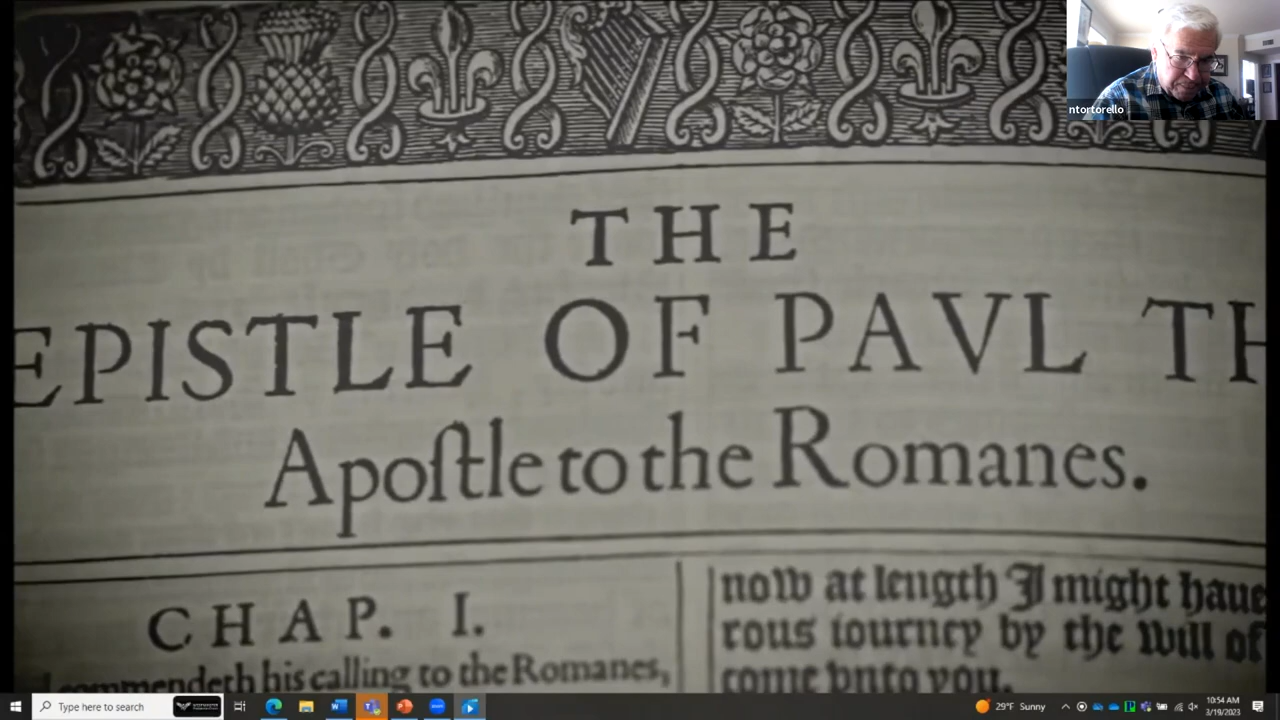 ntortorello
THE
EPISTLE OF PAVL TH
Apoſtle to the Romanes.
CHAP. I.
commendeth his calling to the Romanes,
now at length I might haue
rous iourney by the will of
come vnto you.
Type here to search
29°F Sunny
10:54 AM
3/19/2023